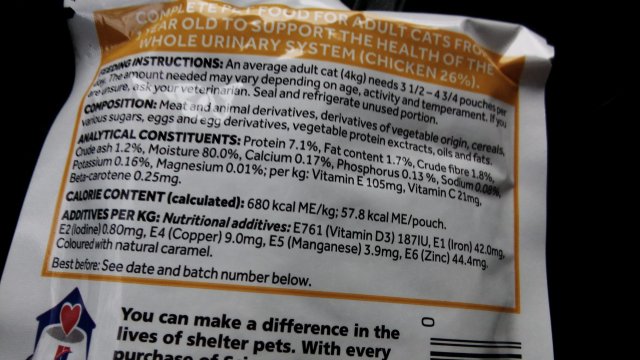 COMPLETE PET FOOD FOR ADULT CATS FROM
1 YEAR OLD TO SUPPORT THE HEALTH OF THE
WHOLE URINARY SYSTEM (CHICKEN 26%).
FEEDING INSTRUCTIONS: An average adult cat (4kg) needs 3 1/2 – 4 3/4 pouches per
day. The amount needed may vary depending on age, activity and temperament. If you
are unsure, ask your veterinarian. Seal and refrigerate unused portion.
COMPOSITION: Meat and animal derivatives, derivatives of vegetable origin, cereals,
various sugars, eggs and egg derivatives, vegetable protein exctracts, oils and fats.
ANALYTICAL CONSTITUENTS: Protein 7.1%, Fat content 1.7%, Crude fibre 1.8%,
Crude ash 1.2%, Moisture 80.0%, Calcium 0.17%, Phosphorus 0.13 %, Sodium 0.08%,
Potassium 0.16%, Magnesium 0.01%; per kg: Vitamin E 105mg, Vitamin C 21mg,
Beta-carotene 0.25mg.
CALORIE CONTENT (calculated): 680 kcal ME/kg; 57.8 kcal ME/pouch.
ADDITIVES PER KG: Nutritional additives: E761 (Vitamin D3) 187IU, E1 (Iron) 42.0mg,
E2 (Iodine) 0.80mg, E4 (Copper) 9.0mg, E5 (Manganese) 3.9mg, E6 (Zinc) 44.4mg.
Coloured with natural caramel.
Best before: See date and batch number below.
You can make a difference in the
lives of shelter pets. With every
purchase of
0